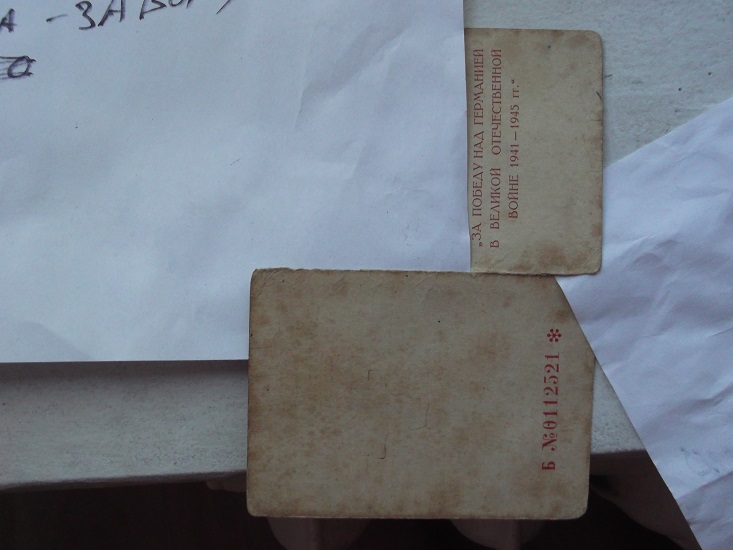 „ЗА ПОБЕДУ НАД ГЕРМАНИЕЙ
В ВЕЛИКОЙ ОТЕЧЕСТВЕННОЙ
ВОЙНЕ 1941—1945 гг.“
Б №0112521 *